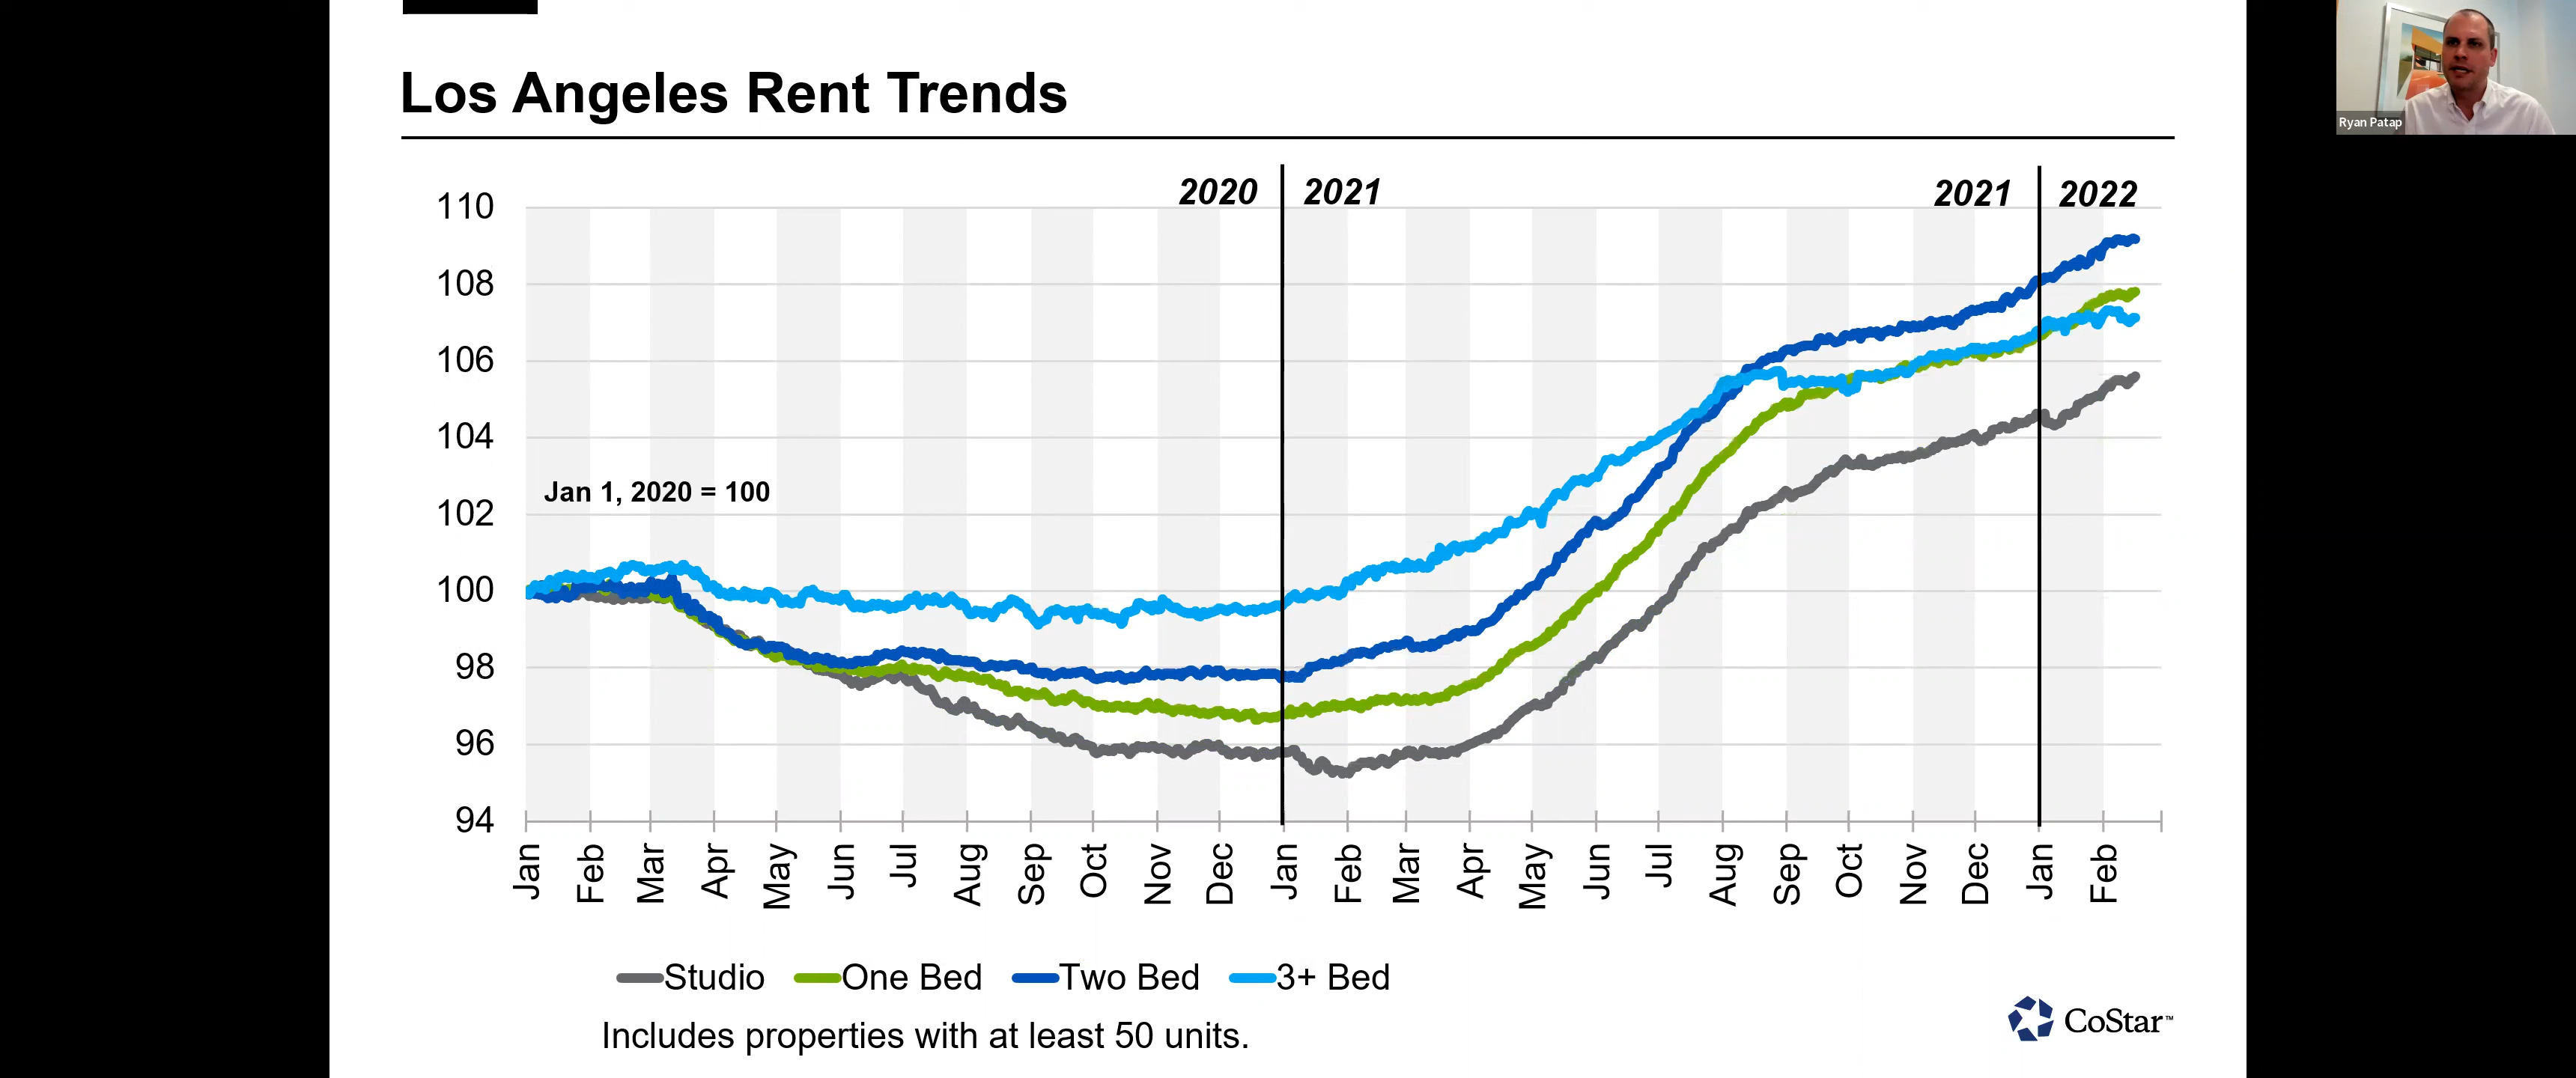 Ryan Patap
Los Angeles Rent Trends
2020 2021 2021 2022
110
108
106
104
Jan 1, 2020 = 100
102
100
98
96
94
Jan Feb Mar Apr May Jun Jul Aug Sep Oct Nov Dec Jan Feb Mar Apr May Jun Jul Aug Sep Oct Nov Dec Jan Feb
Studio One Bed Two Bed 3+ Bed
CoStar™
Includes properties with at least 50 units.